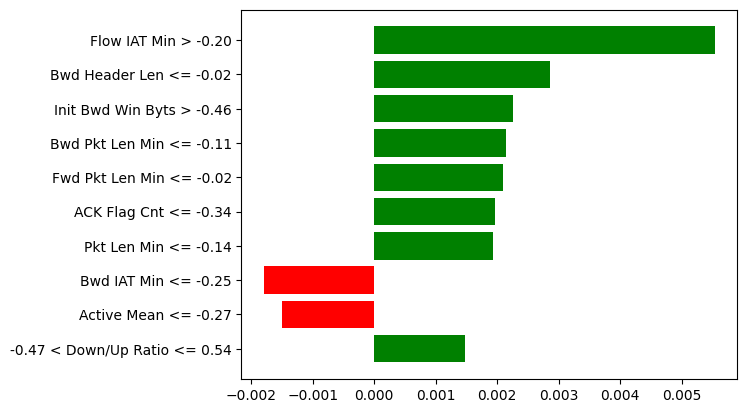 Flow IAT Min > -0.20
Bwd Header Len <= -0.02
Init Bwd Win Byts > -0.46
Bwd Pkt Len Min <= -0.11
Fwd Pkt Len Min <= -0.02
ACK Flag Cnt <= -0.34
Pkt Len Min <= -0.14
Bwd IAT Min <= -0.25
Active Mean <= -0.27
-0.47 < Down/Up Ratio <= 0.54
−0.002 −0.001 0.000 0.001 0.002 0.003 0.004 0.005